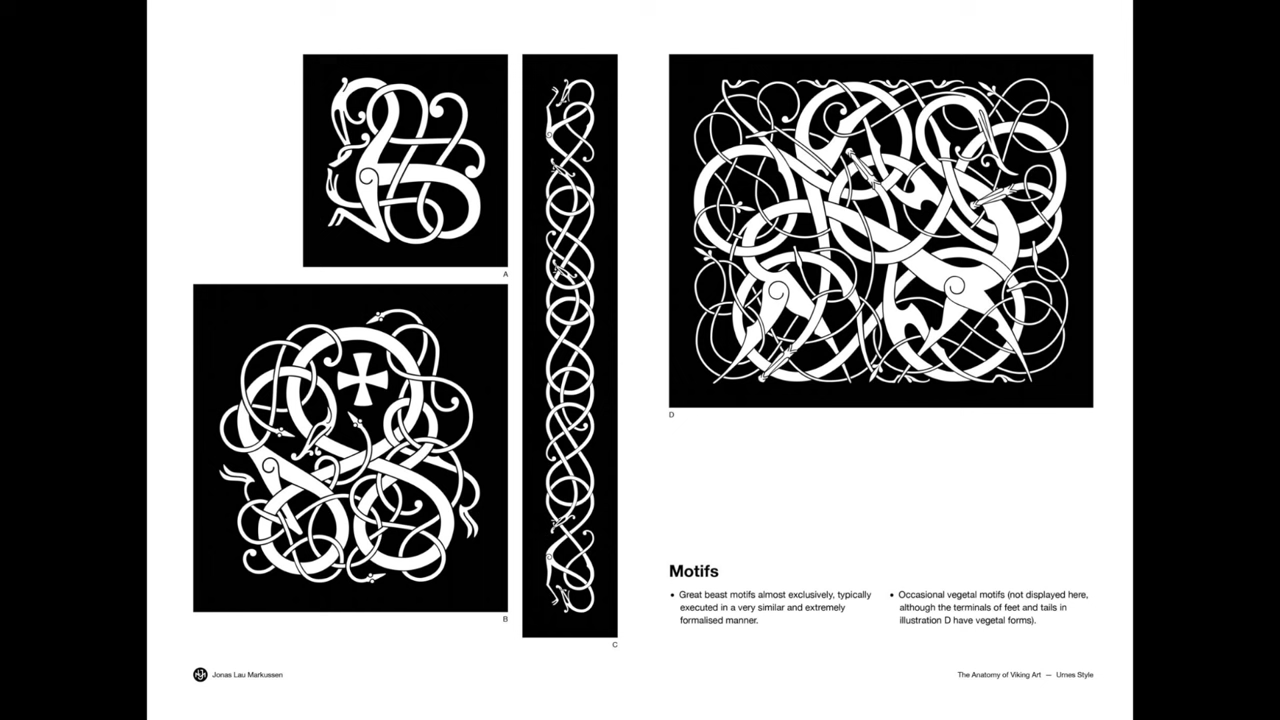 A
B
C
D
Motifs
• Great beast motifs almost exclusively, typically
executed in a very similar and extremely
formalised manner.
• Occasional vegetal motifs (not displayed here,
although the terminals of feet and tails in
illustration D have vegetal forms).
Jonas Lau Markussen
The Anatomy of Viking Art — Urnes Style